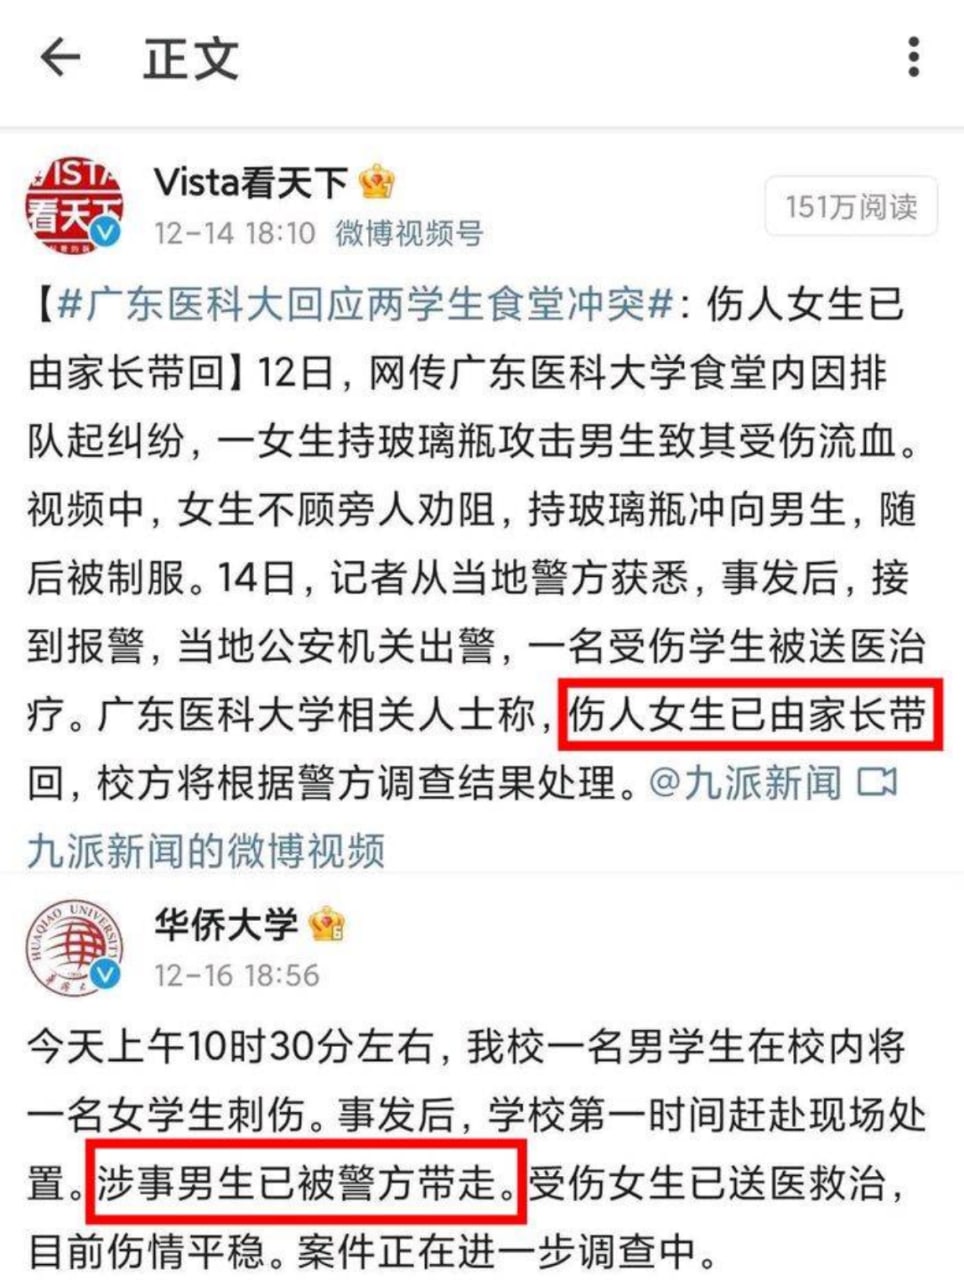 正文
VISTA
看天下
Vista看天下
12-14 18:10 微博视频号
151万阅读
【#广东医科大回应两学生食堂冲突#：伤人女生已
由家长带回】12日，网传广东医科大学食堂内因排
队起纠纷，一女生持玻璃瓶攻击男生致其受伤流血。
视频中，女生不顾旁人劝阻，持玻璃瓶冲向男生，随
后被制服。14日，记者从当地警方获悉，事发后，接
到报警，当地公安机关出警，一名受伤学生被送医治
疗。广东医科大学相关人士称，伤人女生已由家长带
回，校方将根据警方调查结果处理。@九派新闻
九派新闻的微博视频
HUAQIAO UNIVERSITY
华侨大学
12-16 18:56
今天上午10时30分左右，我校一名男学生在校内将
一名女学生刺伤。事发后，学校第一时间赶赴现场处
置。涉事男生已被警方带走。受伤女生已送医救治，
目前伤情平稳。案件正在进一步调查中。